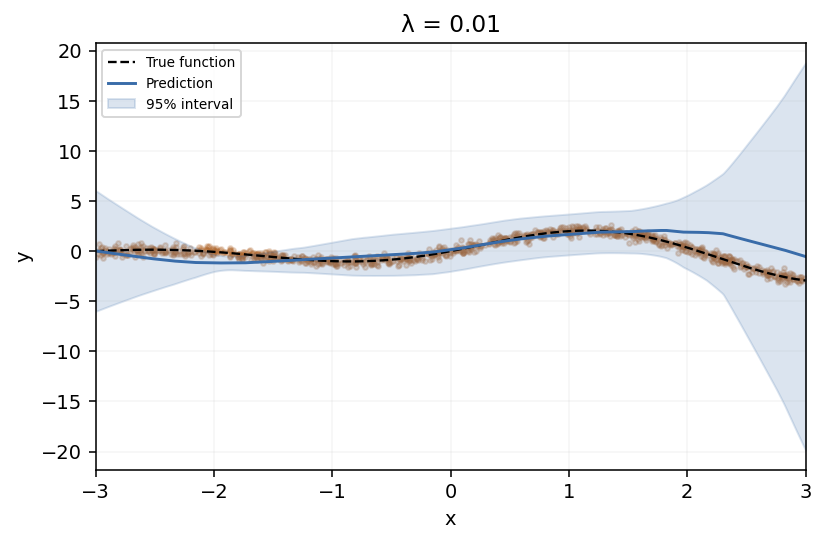 λ = 0.01
True function
Prediction
95% interval
y
20
15
10
5
0
−5
−10
−15
−20
−3 −2 −1 0 1 2 3
x